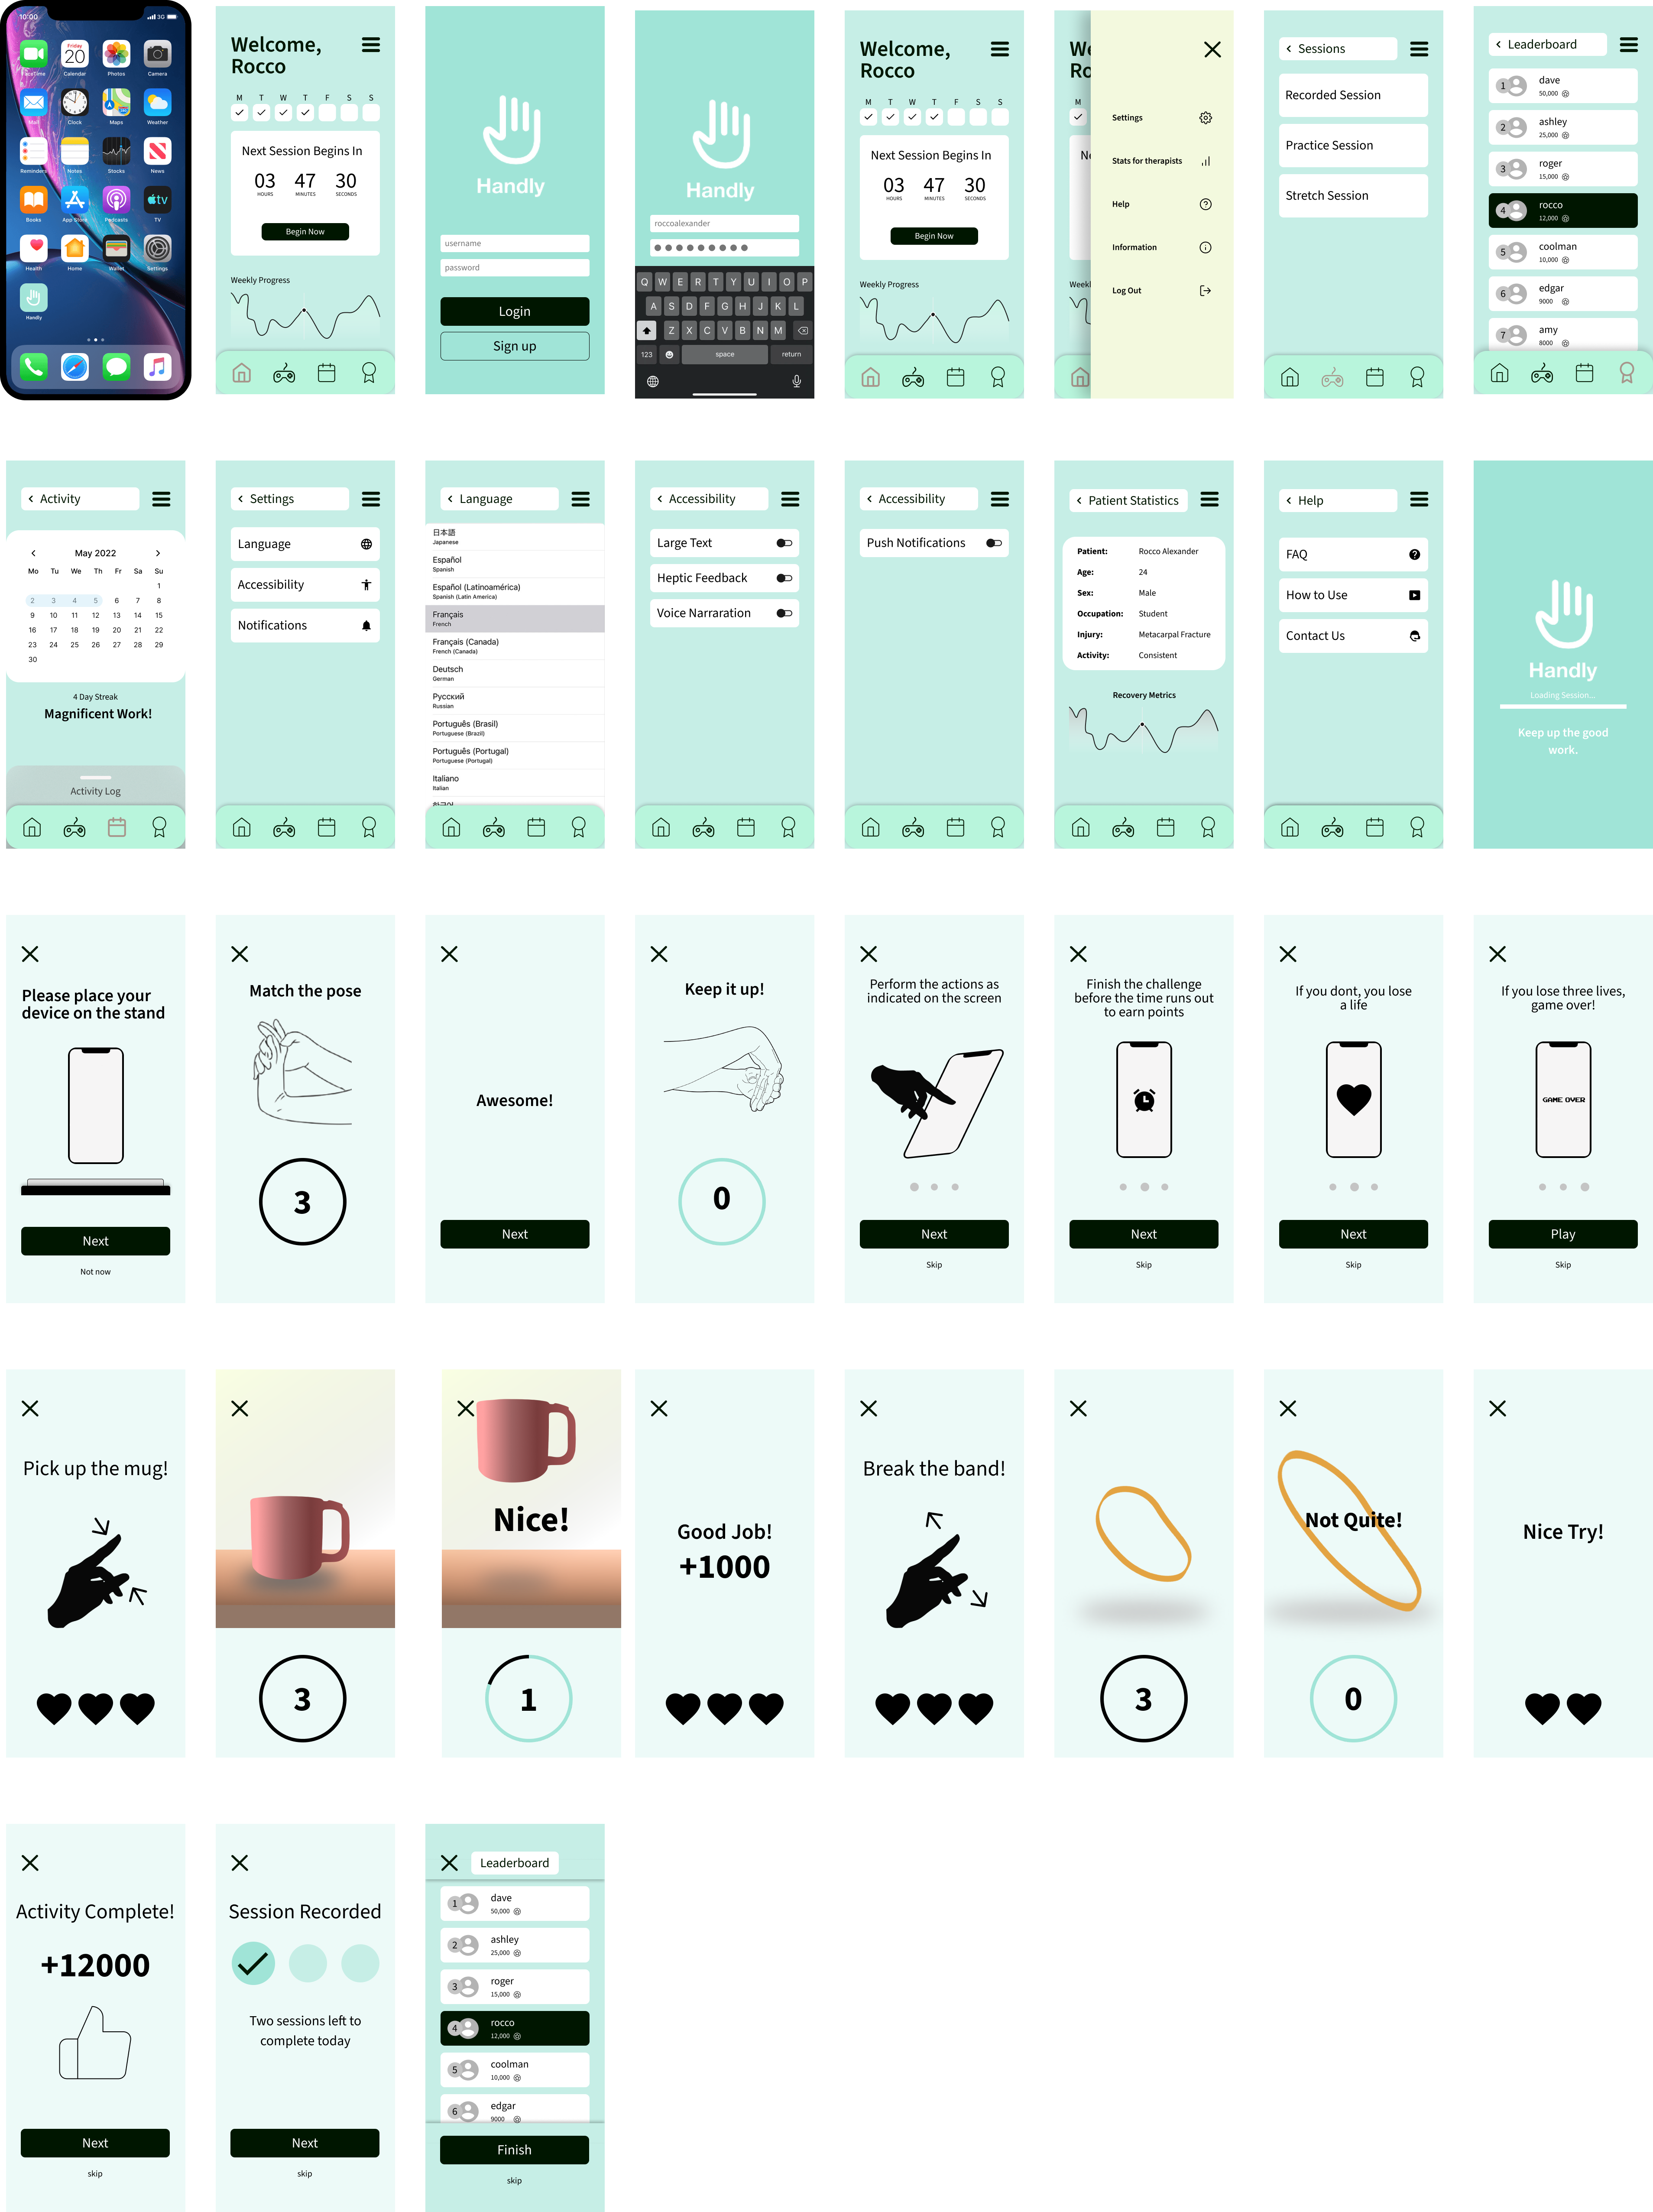 10:00
3G
FaceTime
Friday
20
Calendar
Photos
Camera
Mail
Clock
Maps
Weather
Reminders
Notes
Stocks
News
Books
App Store
Podcasts
tv
TV
Health
Home
Wallet
Settings
Handly
Welcome,
Rocco
M T W T F S S
Next Session Begins In
03 47 30
HOURS MINUTES SECONDS
Begin Now
Weekly Progress
Handly
username
password
Login
Sign up
Handly
roccoalexander
Q W E R T Y U I O P
A S D F G H J K L
Z X C V B N M
123 space return
Welcome,
Rocco
M T W T F S S
Next Session Begins In
03 47 30
HOURS MINUTES SECONDS
Begin Now
Weekly Progress
We
Ro
M
Ne
Weekly
Settings
Stats for therapists
Help
Information
Log Out
Sessions
Recorded Session
Practice Session
Stretch Session
Leaderboard
1 dave
50,000
2 ashley
25,000
3 roger
15,000
4 rocco
12,000
5 coolman
10,000
6 edgar
9000
7 amy
8000
Activity
May 2022
Mo Tu We Th Fr Sa Su
1
2 3 4 5 6 7 8
9 10 11 12 13 14 15
16 17 18 19 20 21 22
23 24 25 26 27 28 29
30
4 Day Streak
Magnificent Work!
Activity Log
Settings
Language
Accessibility
Notifications
Language
日本語
Japanese
Español
Spanish
Español (Latinoamérica)
Spanish (Latin America)
Français
French
Français (Canada)
French (Canada)
Deutsch
German
Русский
Russian
Português (Brasil)
Portuguese (Brazil)
Português (Portugal)
Portuguese (Portugal)
Italiano
Italian
한국어
Accessibility
Large Text
Heptic Feedback
Voice Narraration
Accessibility
Push Notifications
Patient Statistics
Patient: Rocco Alexander
Age: 24
Sex: Male
Occupation: Student
Injury: Metacarpal Fracture
Activity: Consistent
Recovery Metrics
Help
FAQ
How to Use
Contact Us
Handly
Loading Session...
Keep up the good
work.
Please place your
device on the stand
Next
Not now
Match the pose
3
Awesome!
Next
Keep it up!
0
Perform the actions as
indicated on the screen
Next
Skip
Finish the challenge
before the time runs out
to earn points
Next
Skip
If you dont, you lose
a life
Next
Skip
If you lose three lives,
game over!
GAME OVER
Play
Skip
Pick up the mug!
3
Nice!
1
Good Job!
+1000
Break the band!
3
Not Quite!
0
Nice Try!
Activity Complete!
+12000
Next
skip
Session Recorded
Two sessions left to
complete today
Next
skip
Leaderboard
1 dave
50,000
2 ashley
25,000
3 roger
15,000
4 rocco
12,000
5 coolman
10,000
6 edgar
9000
Finish
skip